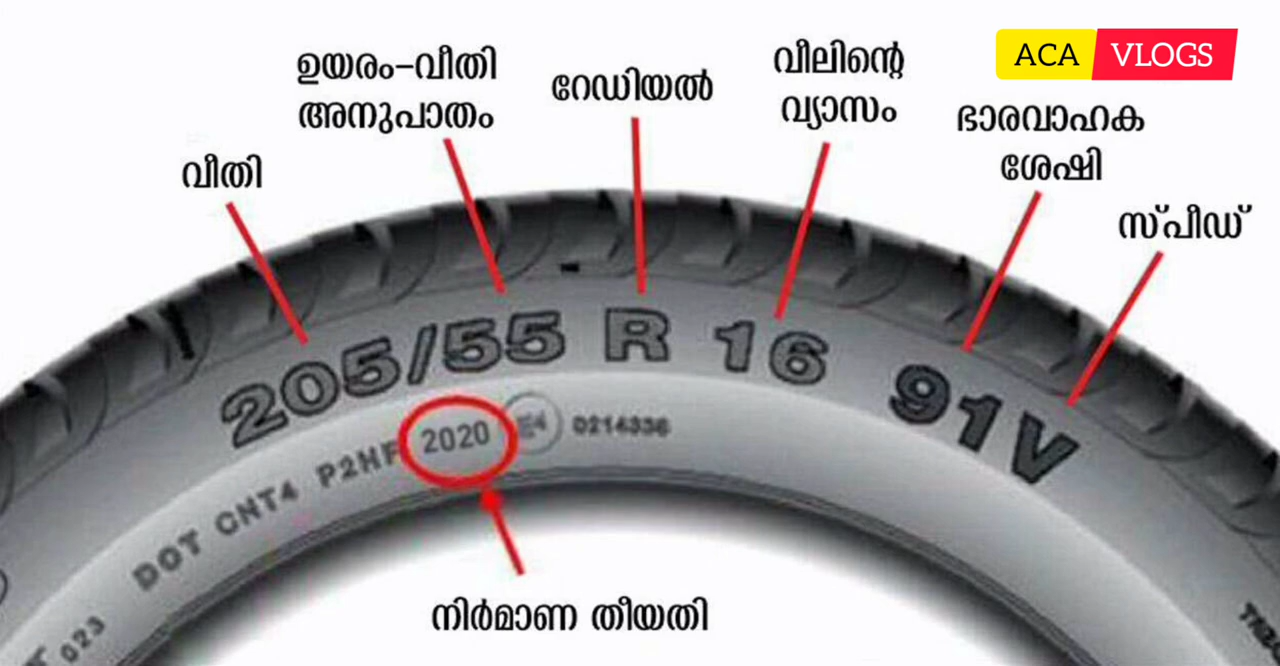 ACA VLOGS
ഉയരം-വീതി
അനുപാതം
റേഡിയൽ
വീലിന്റെ
വ്യാസം
ഭാരവാഹക
ശേഷി
വീതി
സ്പീഡ്
205/55 R 16 91V
DOT CNT4 P2HF 2020 E4 0214336
023
നിർമാണ തീയതി